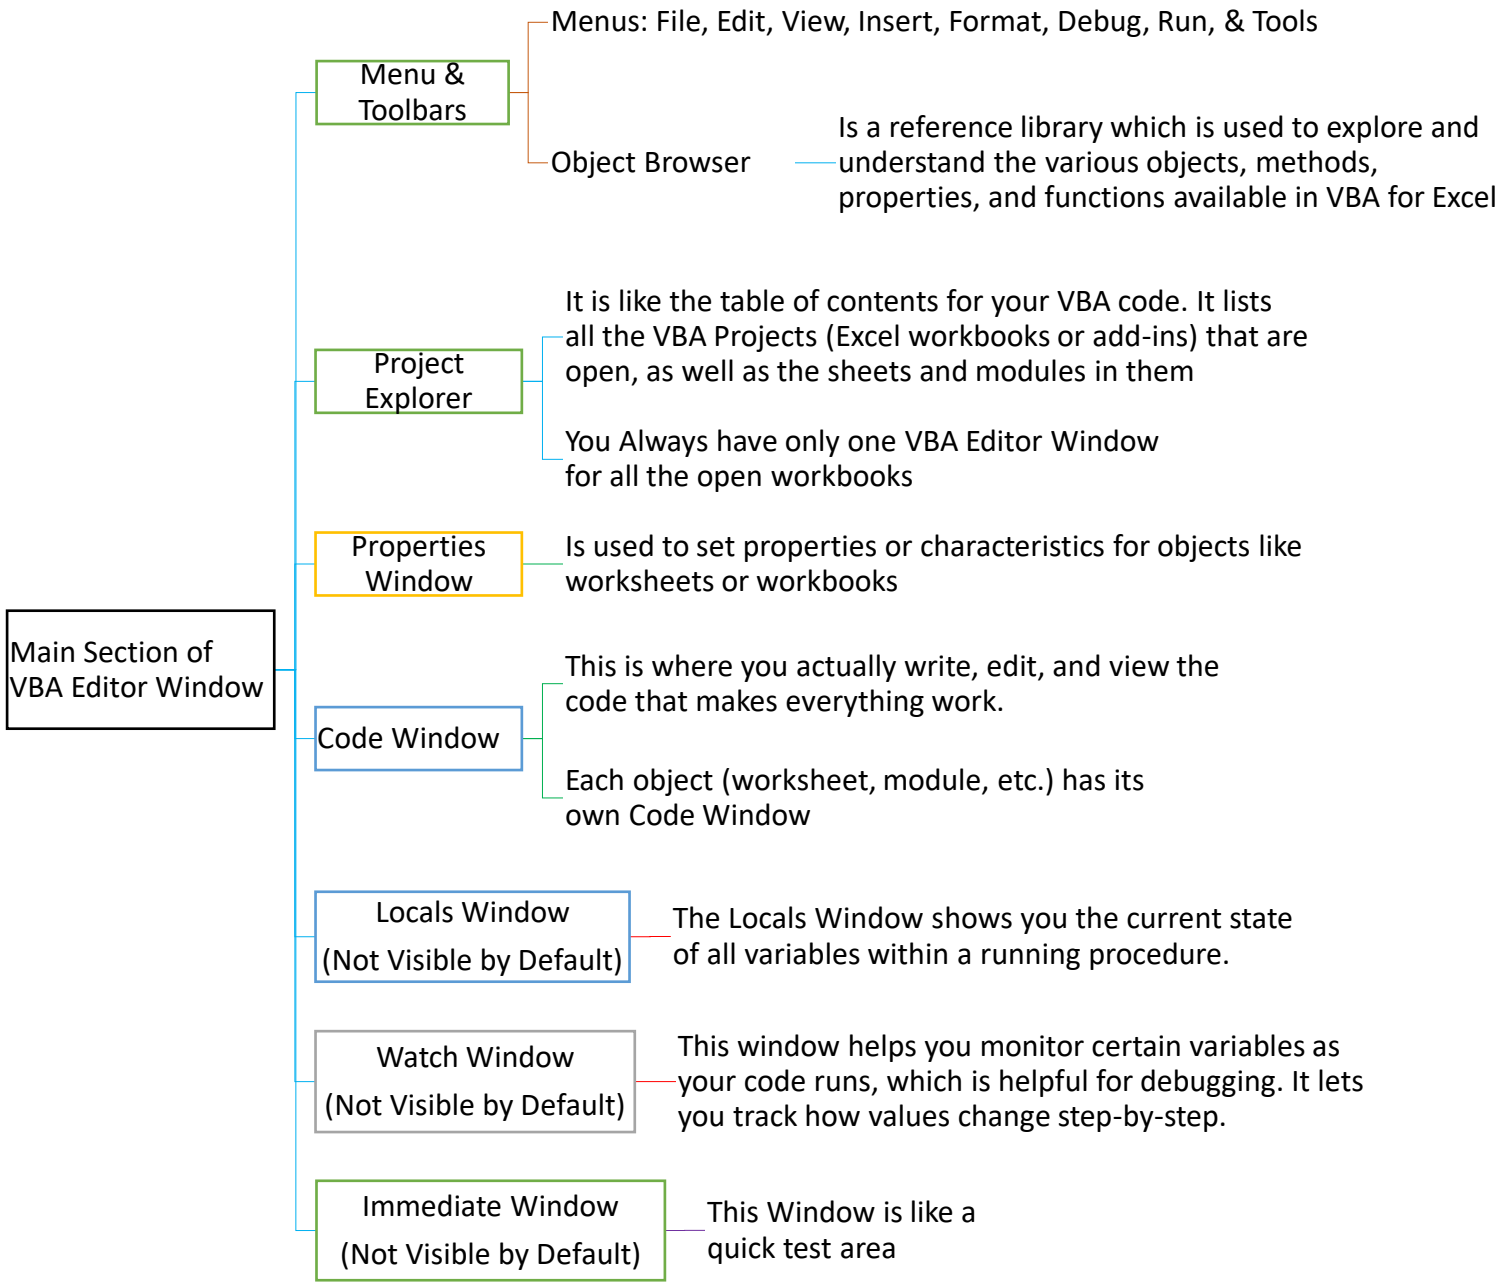 Menus: File, Edit, View, Insert, Format, Debug, Run, & Tools
Menu &
Toolbars
Object Browser
Is a reference library which is used to explore and
understand the various objects, methods,
properties, and functions available in VBA for Excel
Project
Explorer
It is like the table of contents for your VBA code. It lists
all the VBA Projects (Excel workbooks or add-ins) that are
open, as well as the sheets and modules in them
You Always have only one VBA Editor Window
for all the open workbooks
Properties
Window
Is used to set properties or characteristics for objects like
worksheets or workbooks
Main Section of
VBA Editor Window
Code Window
This is where you actually write, edit, and view the
code that makes everything work.
Each object (worksheet, module, etc.) has its
own Code Window
Locals Window
(Not Visible by Default)
The Locals Window shows you the current state
of all variables within a running procedure.
Watch Window
(Not Visible by Default)
This window helps you monitor certain variables as
your code runs, which is helpful for debugging. It lets
you track how values change step-by-step.
Immediate Window
(Not Visible by Default)
This Window is like a
quick test area